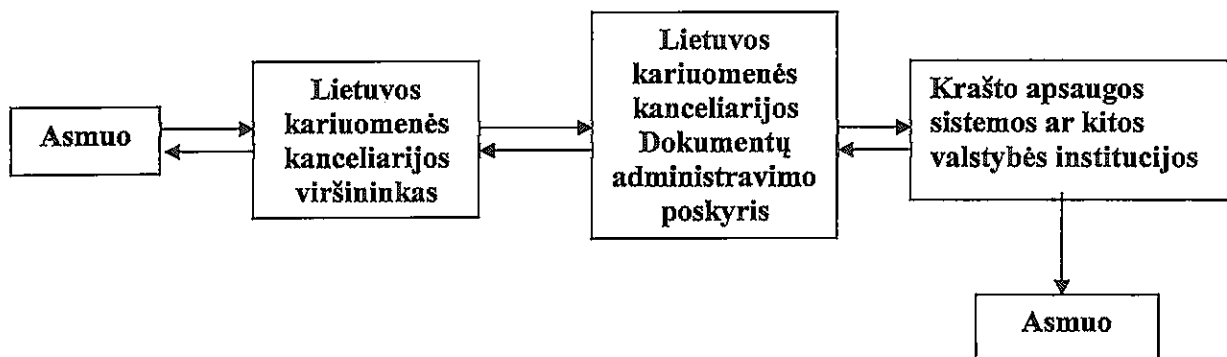 Asmuo
Lietuvos
kariuomenės
kanceliarijos
viršininkas
Lietuvos
kariuomenės
kanceliarijos
Dokumentų
administravimo
poskyris
Krašto apsaugos
sistemos ar kitos
valstybės institucijos
Asmuo